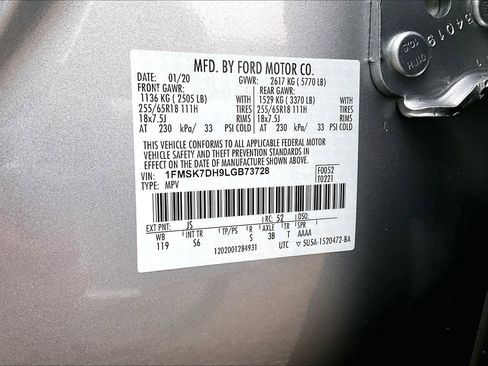 MFD. BY FORD MOTOR CO.
DATE: 01/20 GVWR: 2617 KG ( 5770 LB)
FRONT GAWR: REAR GAWR:
1136 KG ( 2505 LB) WITH 1529 KG ( 3370 LB) WITH
255/65R18 111H TIRES 255/65R18 111H TIRES
18x7.5J RIMS 18x7.5J RIMS
AT 230 kPa/ 33 PSI COLD AT 230 kPa/ 33 PSI COLD
THIS VEHICLE CONFORMS TO ALL APPLICABLE FEDERAL MOTOR
VEHICLE SAFETY AND THEFT PREVENTION STANDARDS IN
EFFECT ON THE DATE OF MANUFACTURE SHOWN ABOVE.
VIN: 1FMSK7DH9LGB73728 F0052
TYPE: MPV T0221
EXT PNT: JS RC: 52 DSO:
WB INT TR TP/PS R AXLE TR SPR
119 S6 S 38 T AAAA
1202001284931 UTC 5U5A-1520472-BA
34019